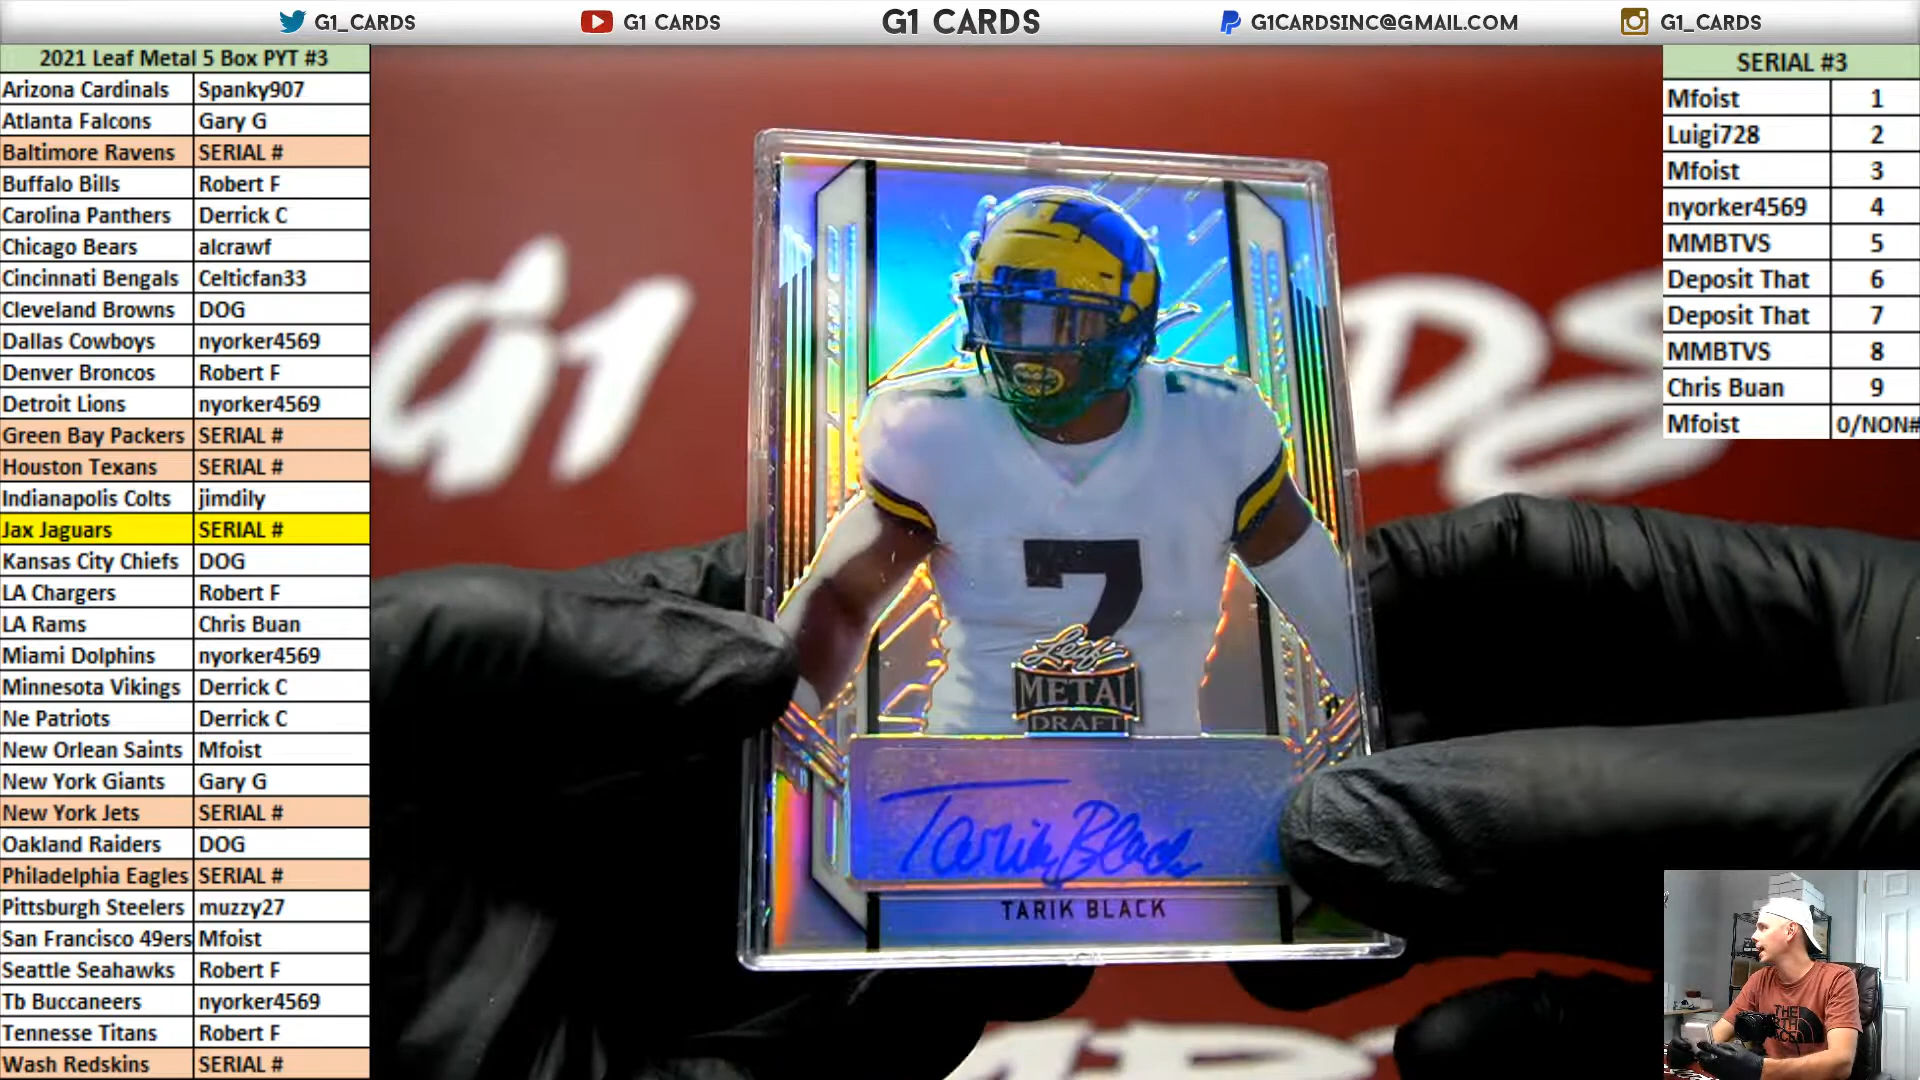 G1_CARDS G1 CARDS G1 CARDS G1CARDSINC@GMAIL.COM G1_CARDS
2021 Leaf Metal 5 Box PYT #3
Arizona Cardinals Spanky907
Atlanta Falcons Gary G
Baltimore Ravens SERIAL #
Buffalo Bills Robert F
Carolina Panthers Derrick C
Chicago Bears alcrawf
Cincinnati Bengals Celticfan33
Cleveland Browns DOG
Dallas Cowboys nyorker4569
Denver Broncos Robert F
Detroit Lions nyorker4569
Green Bay Packers SERIAL #
Houston Texans SERIAL #
Indianapolis Colts jimdily
Jax Jaguars SERIAL #
Kansas City Chiefs DOG
LA Chargers Robert F
LA Rams Chris Buan
Miami Dolphins nyorker4569
Minnesota Vikings Derrick C
Ne Patriots Derrick C
New Orlean Saints Mfoist
New York Giants Gary G
New York Jets SERIAL #
Oakland Raiders DOG
Philadelphia Eagles SERIAL #
Pittsburgh Steelers muzzy27
San Francisco 49ers Mfoist
Seattle Seahawks Robert F
Tb Buccaneers nyorker4569
Tennesse Titans Robert F
Wash Redskins SERIAL #
G1
RDS
7
Leaf
METAL
DRAFT
Tarik Black
TARIK BLACK
SERIAL #3
Mfoist 1
Luigi728 2
Mfoist 3
nyorker4569 4
MMBTVS 5
Deposit That 6
Deposit That 7
MMBTVS 8
Chris Buan 9
Mfoist 0/NON#
THE